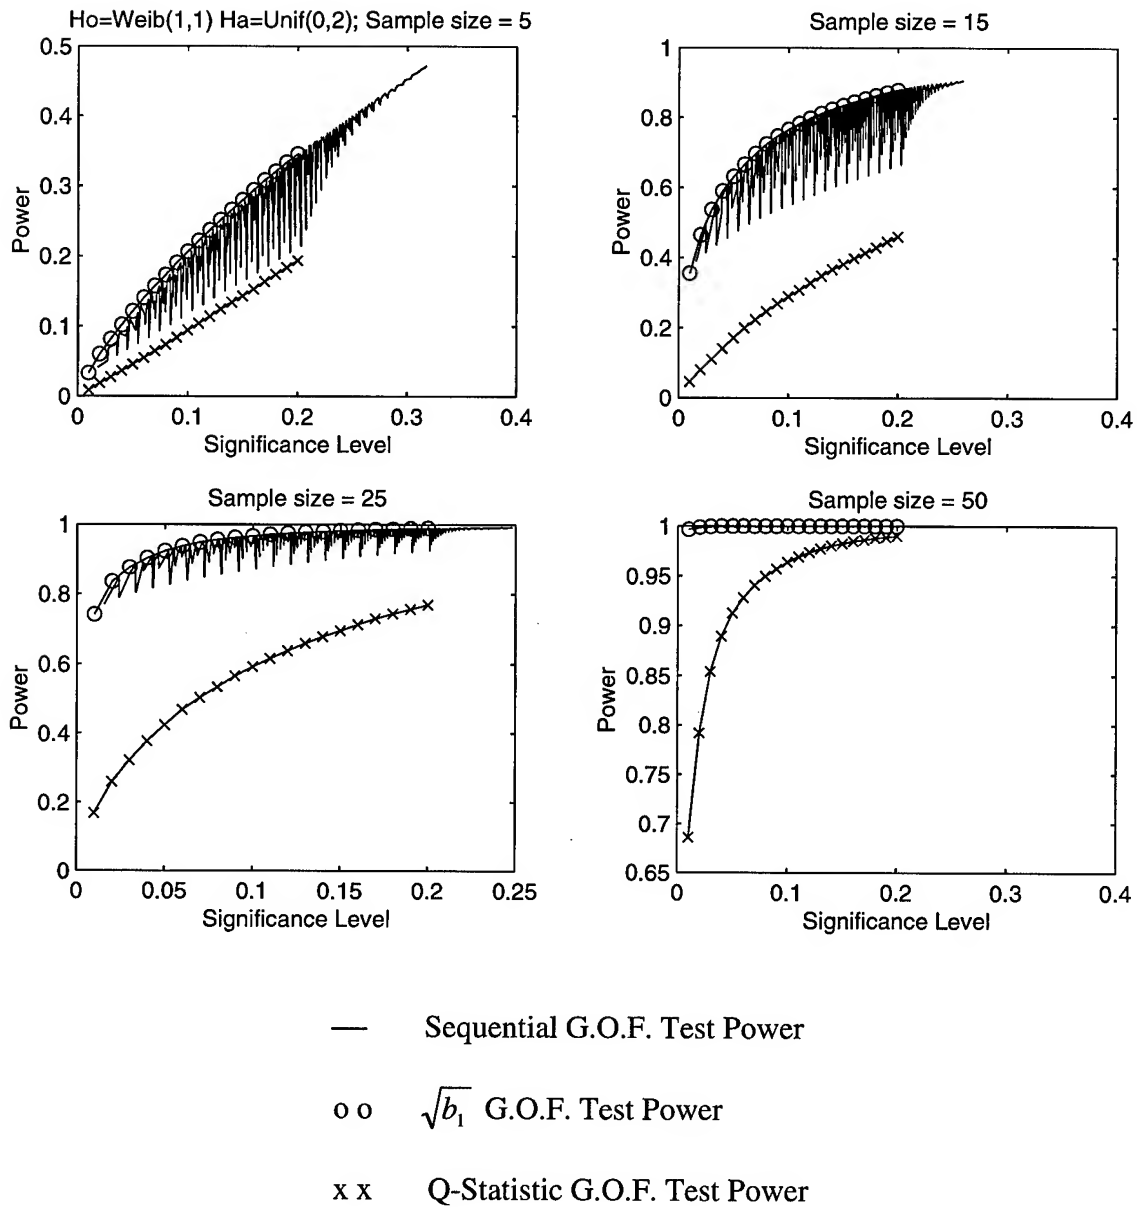 Ho=Weib(1,1) Ha=Unif(0,2); Sample size = 5
0.5
0.4
0.3
0.2
0.1
0
Power
0 0.1 0.2 0.3 0.4
Significance Level
Sample size = 15
1
0.8
0.6
0.4
0.2
0
Power
0 0.1 0.2 0.3 0.4
Significance Level
Sample size = 25
1
0.8
0.6
0.4
0.2
0
Power
0 0.05 0.1 0.15 0.2 0.25
Significance Level
Sample size = 50
1
0.95
0.9
0.85
0.8
0.75
0.7
0.65
Power
0 0.1 0.2 0.3 0.4
Significance Level
— Sequential G.O.F. Test Power
o o √b₁ G.O.F. Test Power
x x Q-Statistic G.O.F. Test Power